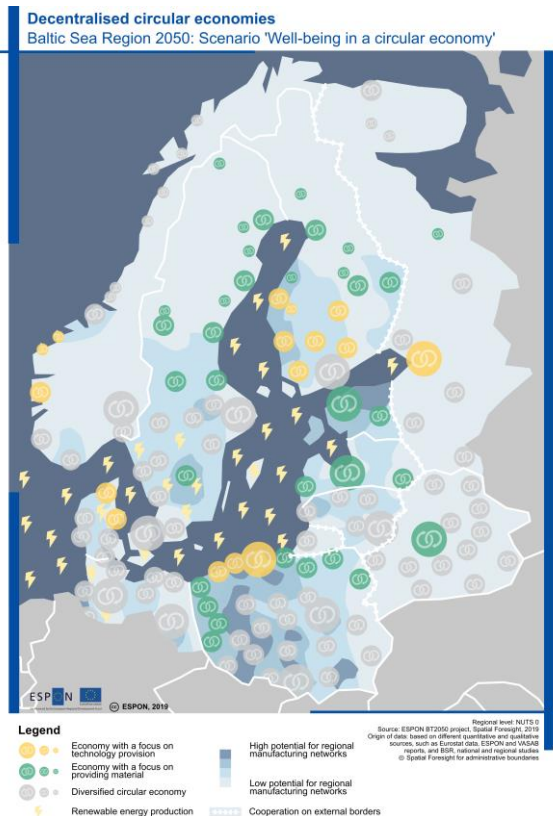 Decentralised circular economies
Baltic Sea Region 2050: Scenario 'Well-being in a circular economy'
ESPON
© ESPON, 2019
Regional level: NUTS 0
Source: ESPON BT2050 project, Spatial Foresight, 2019
Origin of data: based on different quantitative and qualitative
sources, such as Eurostat data, ESPON and VASAB
reports, and BSR, national and regional studies
© Spatial Foresight for administrative boundaries
Legend
Economy with a focus on
technology provision
Economy with a focus on
providing material
Diversified circular economy
Renewable energy production
High potential for regional
manufacturing networks
Low potential for regional
manufacturing networks
Cooperation on external borders